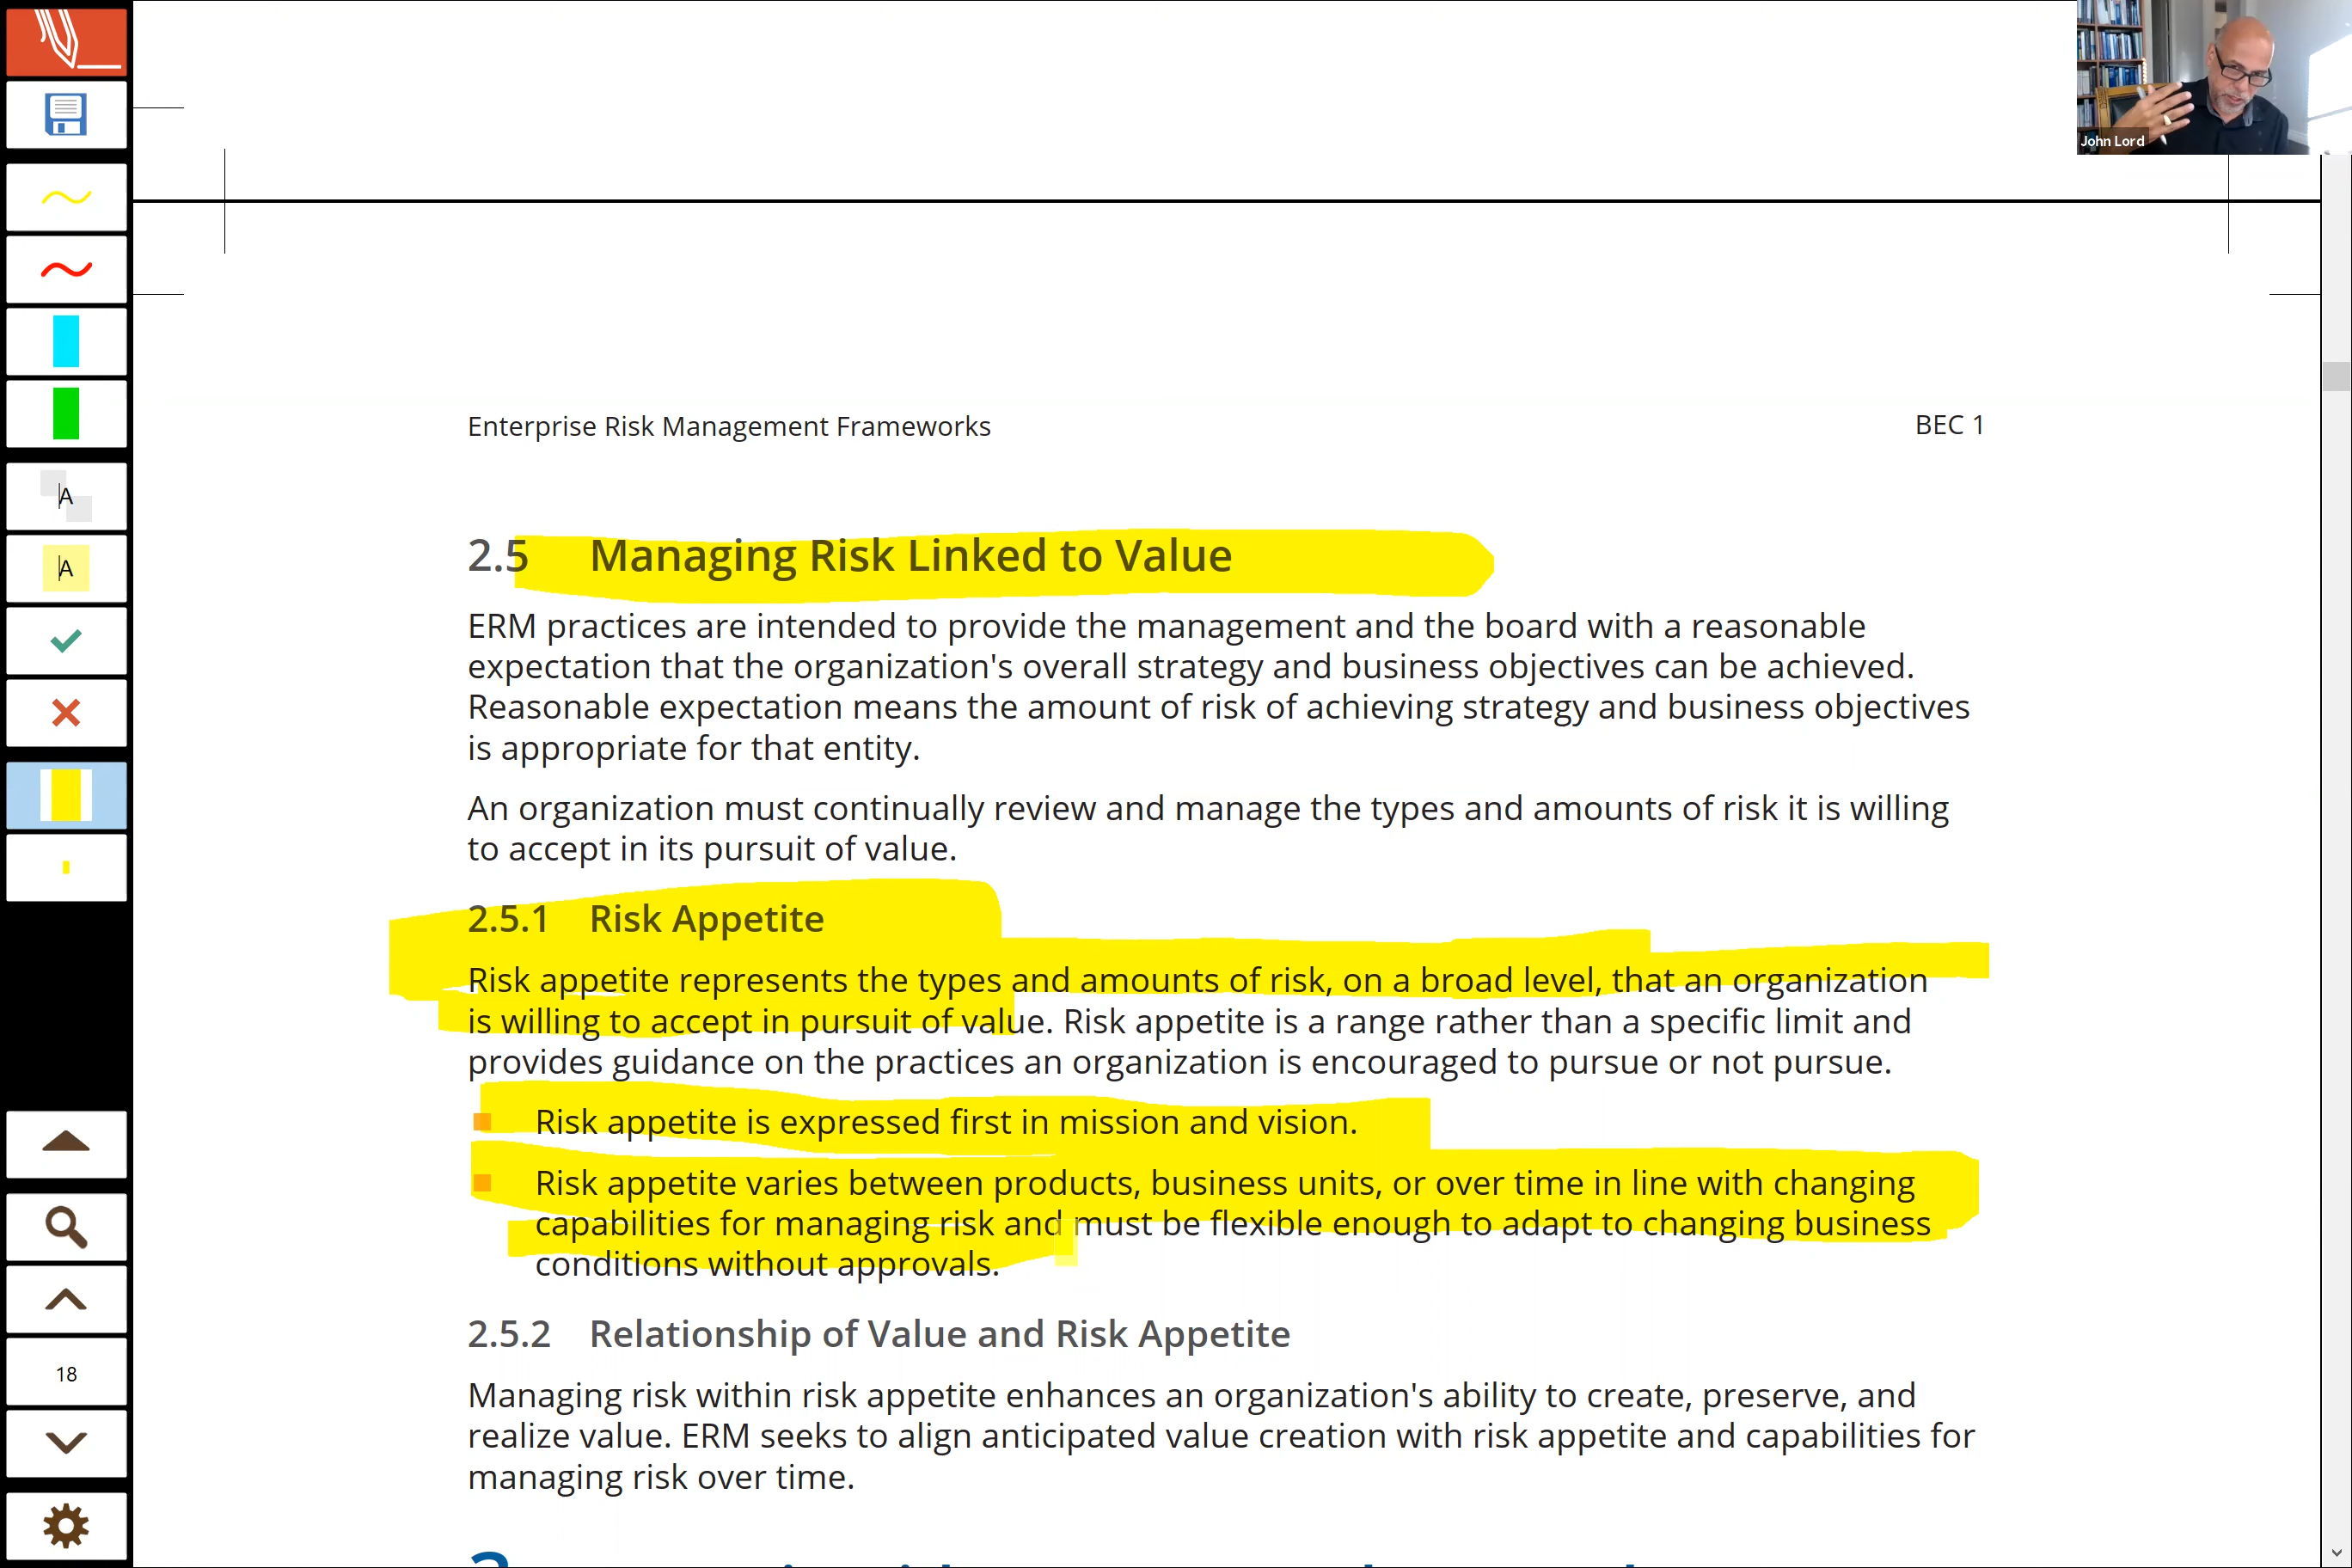 John Lord
Enterprise Risk Management Frameworks
BEC 1
2.5 Managing Risk Linked to Value
ERM practices are intended to provide the management and the board with a reasonable
expectation that the organization's overall strategy and business objectives can be achieved.
Reasonable expectation means the amount of risk of achieving strategy and business objectives
is appropriate for that entity.
An organization must continually review and manage the types and amounts of risk it is willing
to accept in its pursuit of value.
2.5.1 Risk Appetite
Risk appetite represents the types and amounts of risk, on a broad level, that an organization
is willing to accept in pursuit of value. Risk appetite is a range rather than a specific limit and
provides guidance on the practices an organization is encouraged to pursue or not pursue.
Risk appetite is expressed first in mission and vision.
Risk appetite varies between products, business units, or over time in line with changing
capabilities for managing risk and must be flexible enough to adapt to changing business
conditions without approvals.
2.5.2 Relationship of Value and Risk Appetite
Managing risk within risk appetite enhances an organization's ability to create, preserve, and
realize value. ERM seeks to align anticipated value creation with risk appetite and capabilities for
managing risk over time.
A
A
18